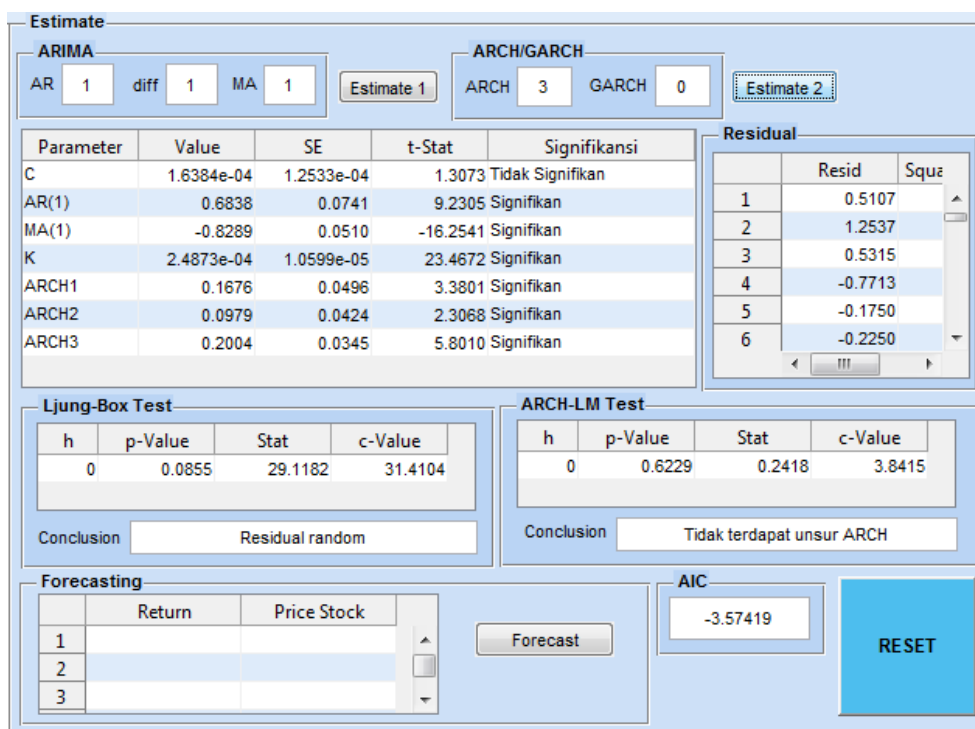 Estimate
ARIMA
AR 1 diff 1 MA 1
Estimate 1
ARCH/GARCH
ARCH 3 GARCH 0
Estimate 2
Parameter Value SE t-Stat Signifikansi
C 1.6384e-04 1.2533e-04 1.3073 Tidak Signifikan
AR(1) 0.6838 0.0741 9.2305 Signifikan
MA(1) -0.8289 0.0510 -16.2541 Signifikan
K 2.4873e-04 1.0599e-05 23.4672 Signifikan
ARCH1 0.1676 0.0496 3.3801 Signifikan
ARCH2 0.0979 0.0424 2.3068 Signifikan
ARCH3 0.2004 0.0345 5.8010 Signifikan
Residual
Resid Squa
1 0.5107
2 1.2537
3 0.5315
4 -0.7713
5 -0.1750
6 -0.2250
Ljung-Box Test
h p-Value Stat c-Value
0 0.0855 29.1182 31.4104
Conclusion Residual random
ARCH-LM Test
h p-Value Stat c-Value
0 0.6229 0.2418 3.8415
Conclusion Tidak terdapat unsur ARCH
Forecasting
Return Price Stock
1
2
3
Forecast
AIC
-3.57419
RESET